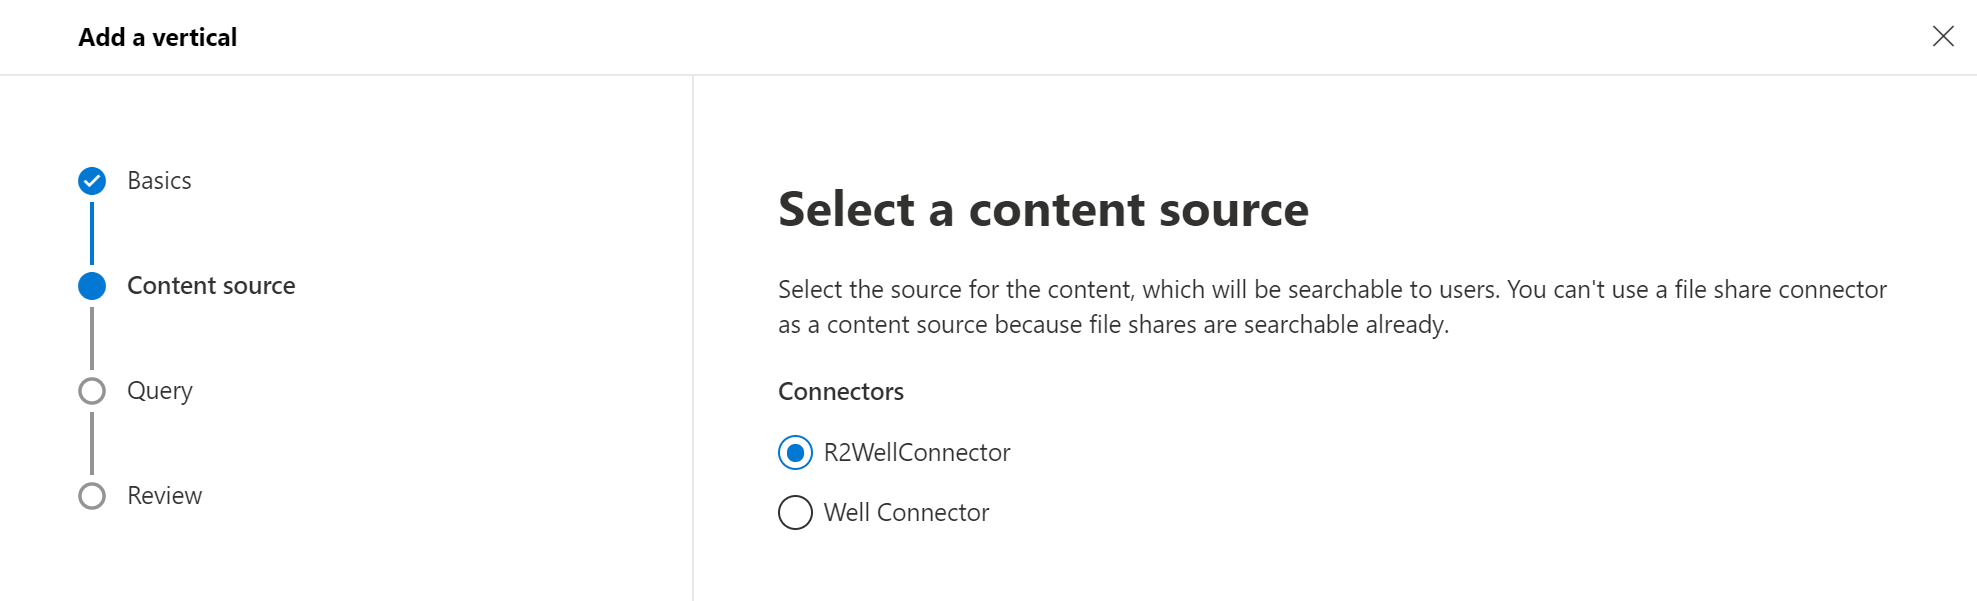 Add a vertical
Basics
Content source
Query
Review
Select a content source
Select the source for the content, which will be searchable to users. You can't use a file share connector
as a content source because file shares are searchable already.
Connectors
R2WellConnector
Well Connector